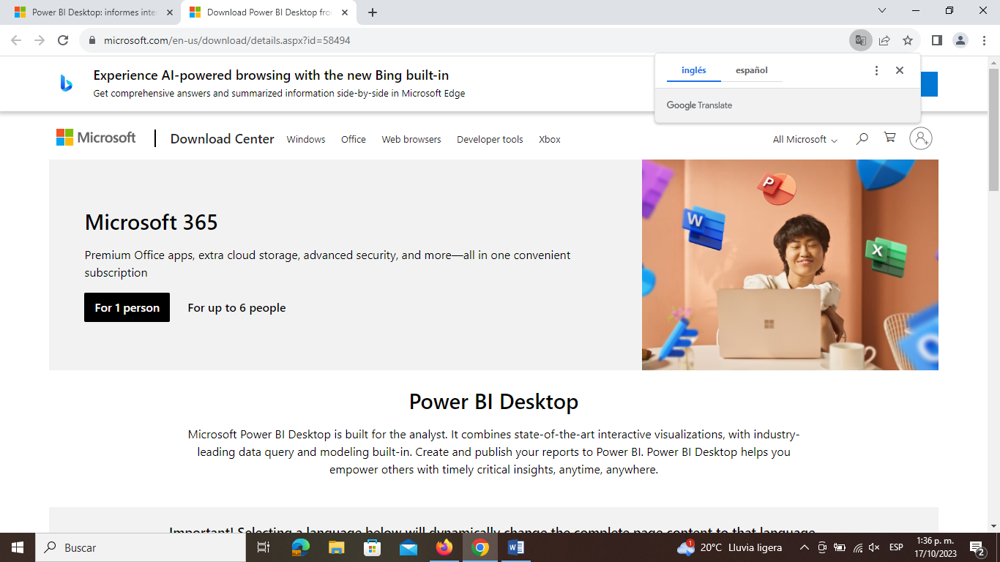 Power BI Desktop: informes inte
Download Power BI Desktop fro
microsoft.com/en-us/download/details.aspx?id=58494
Experience AI-powered browsing with the new Bing built-in
Get comprehensive answers and summarized information side-by-side in Microsoft Edge
inglés español
Google Translate
Microsoft Download Center Windows Office Web browsers Developer tools Xbox All Microsoft
Microsoft 365
Premium Office apps, extra cloud storage, advanced security, and more—all in one convenient
subscription
For 1 person For up to 6 people
P
W
X
O
Power BI Desktop
Microsoft Power BI Desktop is built for the analyst. It combines state-of-the-art interactive visualizations, with industry-
leading data query and modeling built-in. Create and publish your reports to Power BI. Power BI Desktop helps you
empower others with timely critical insights, anytime, anywhere.
Important! Selecting a language below will dynamically change the complete page content to that language
Buscar
W
1
20°C Lluvia ligera
ESP
1:36 p. m.
17/10/2023
2